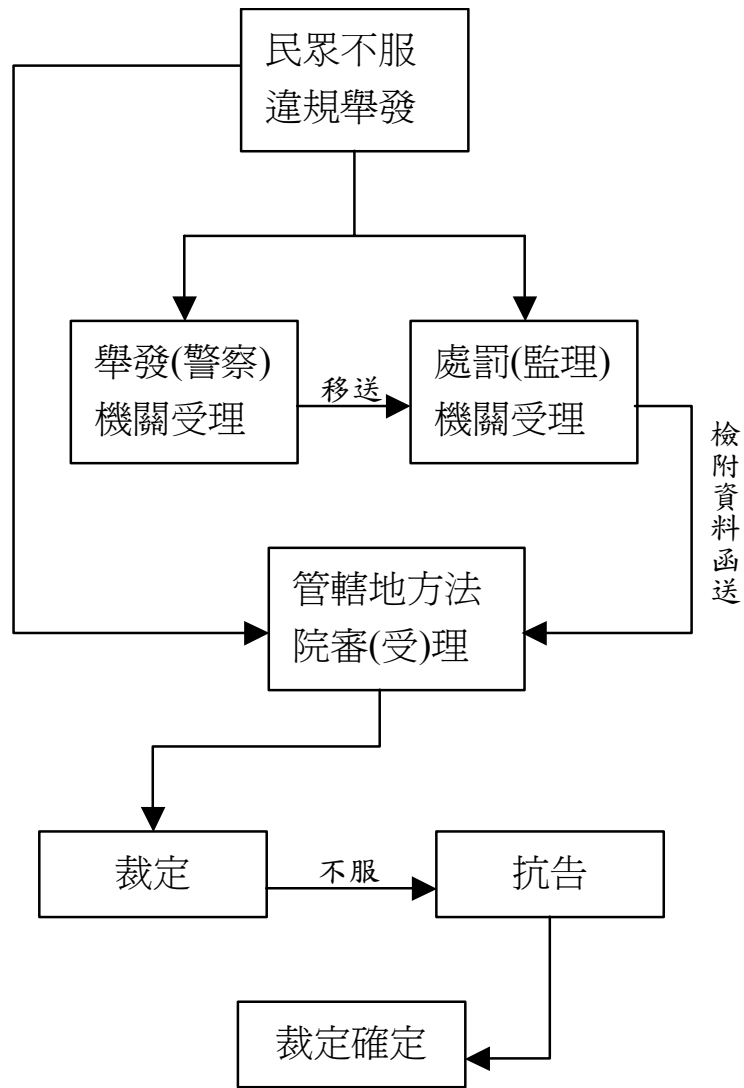 民眾不服
違規舉發
舉發(警察)
機關受理
移送
處罰(監理)
機關受理
檢附資料函送
管轄地方法
院審(受)理
裁定
不服
抗告
裁定確定